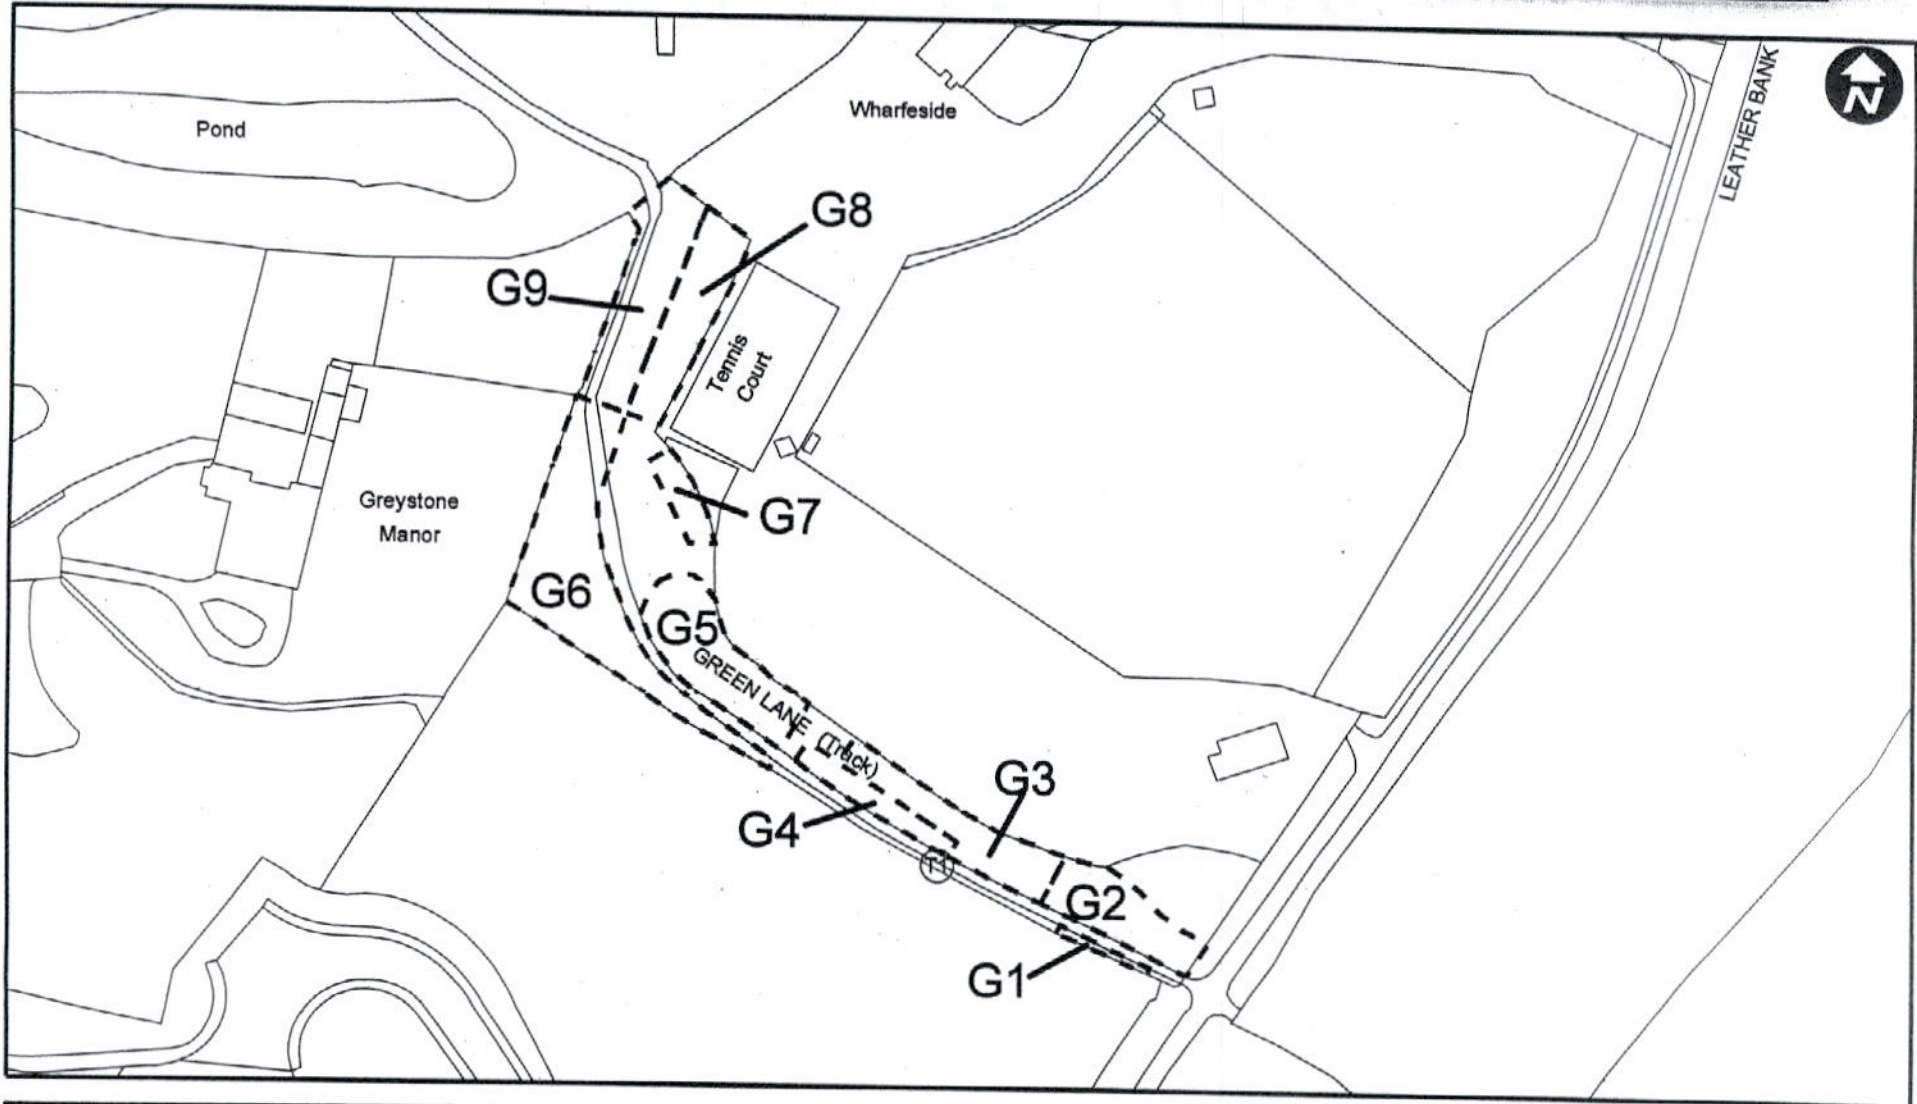 Pond
Wharfeside
LEATHER BANK
N
G8
G9
Tennis
Court
Greystone
Manor
G7
G6
G5
GREEN LANE (Track)
G3
G4
T1
G2
G1